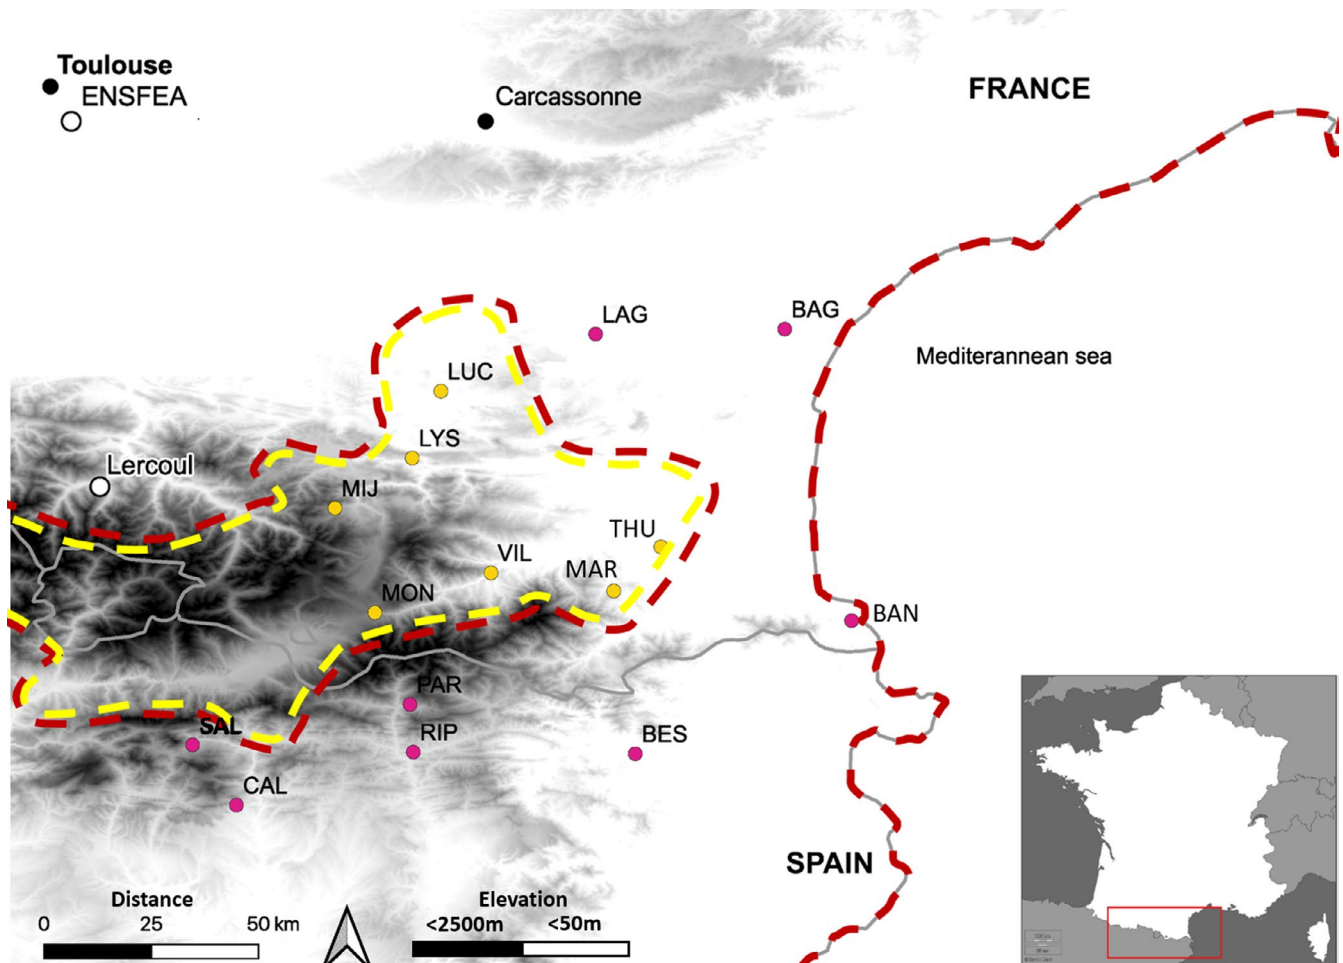 Toulouse
ENSFEA
Carcassonne
FRANCE
LAG
BAG
Mediterannean sea
LUC
LYS
Lercoul
MIJ
THU
VIL
MAR
MON
BAN
PAR
SAL
RIP
BES
CAL
SPAIN
Distance
0 25 50 km
Elevation
<2500m <50m